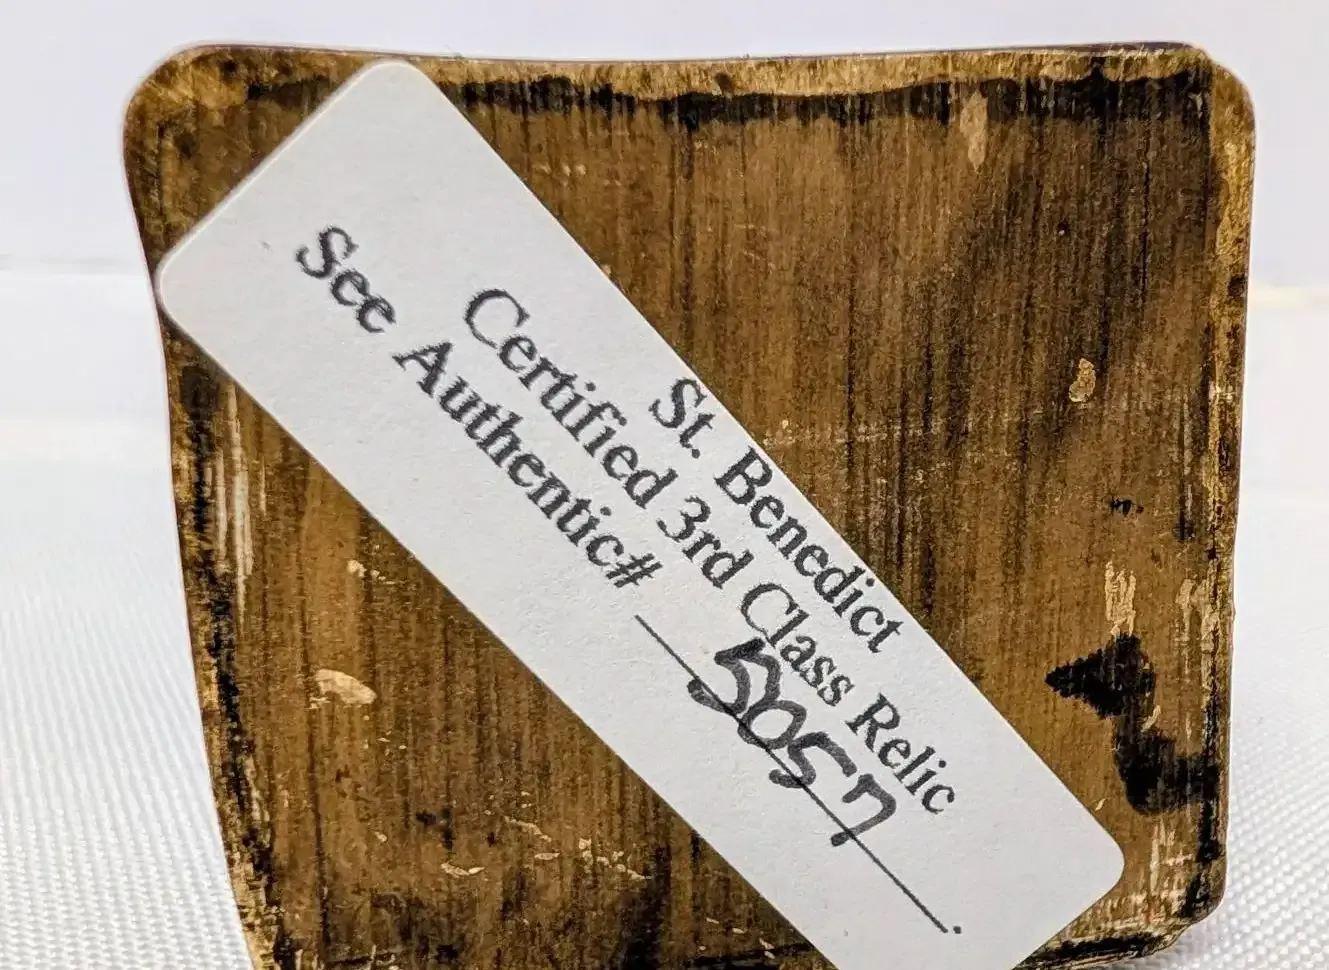 St. Benedict
Certified 3rd Class Relic
See Authentic# 5057.